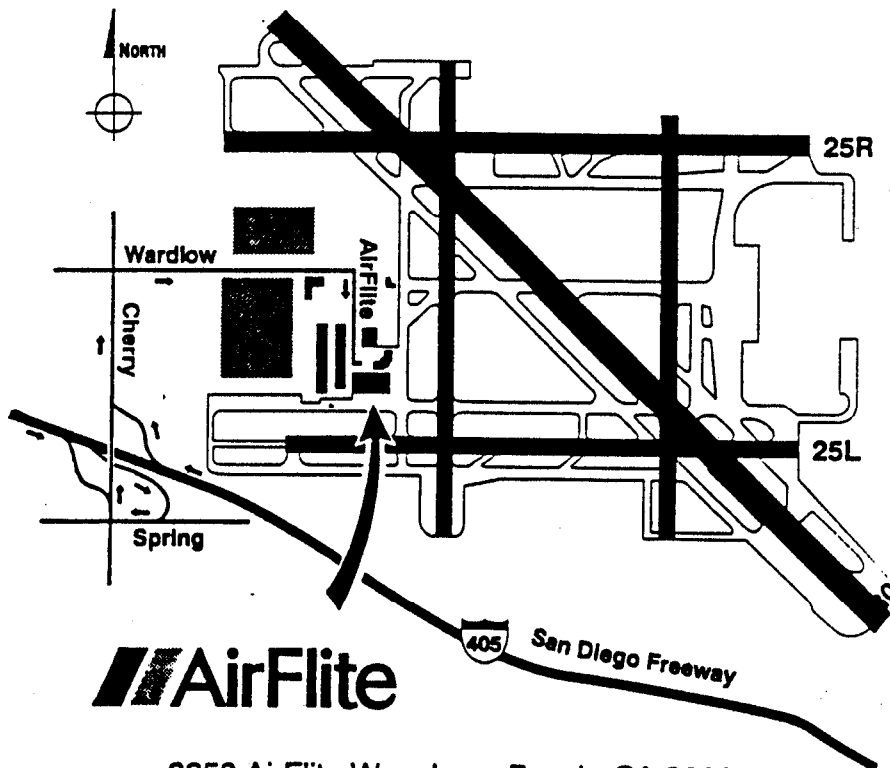 NORTH
25R
Wardlow
AirFlite
Cherry
25L
Spring
405
San Diego Freeway
AirFlite